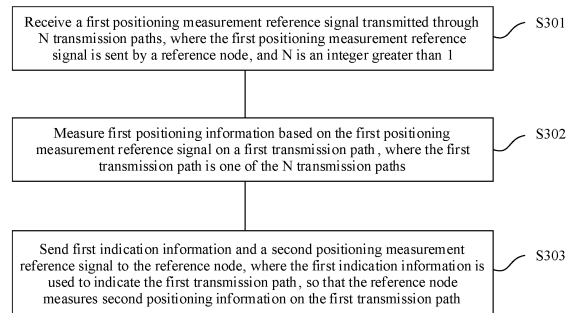 Receive a first positioning measurement reference signal transmitted through
N transmission paths, where the first positioning measurement reference
signal is sent by a reference node, and N is an integer greater than 1
S301
Measure first positioning information based on the first positioning
measurement reference signal on a first transmission path, where the first
transmission path is one of the N transmission paths
S302
Send first indication information and a second positioning measurement
reference signal to the reference node, where the first indication information is
used to indicate the first transmission path, so that the reference node
measures second positioning information on the first transmission path
S303